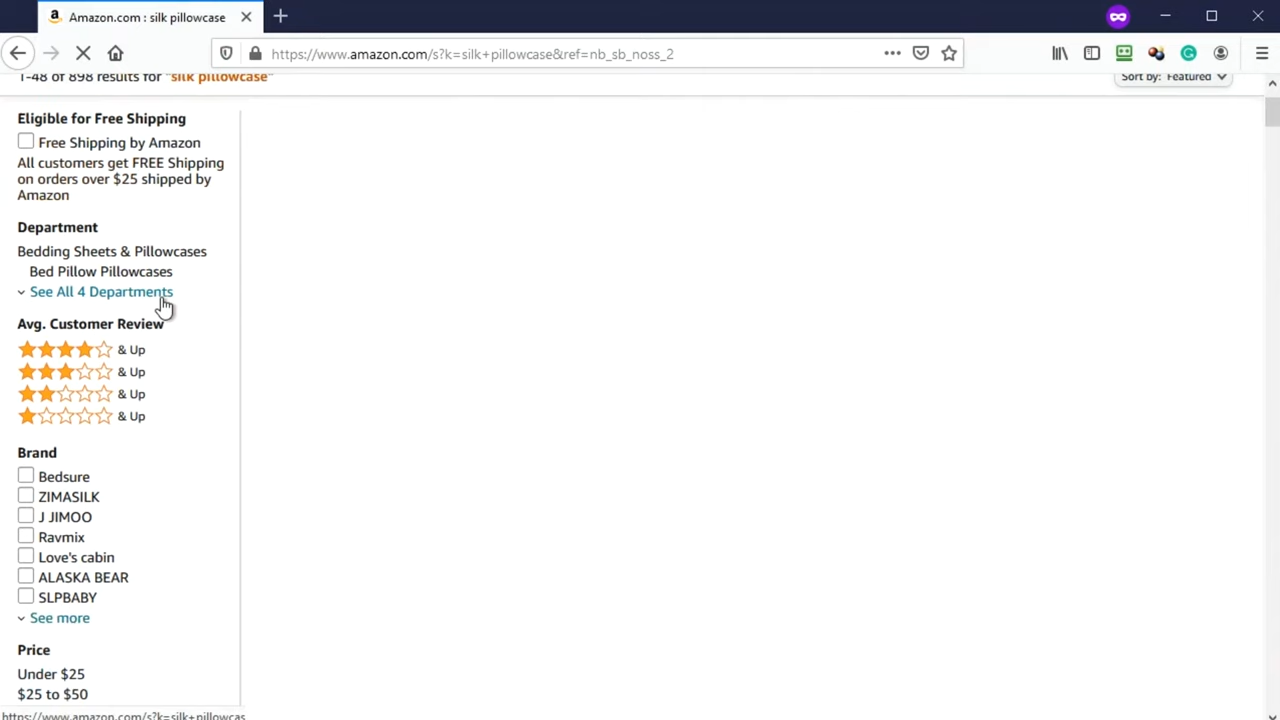 Amazon.com : silk pillowcase
https://www.amazon.com/s?k=silk+pillowcase&ref=nb_sb_noss_2
1-48 of 898 results for "silk pillowcase"
Sort by: Featured
Eligible for Free Shipping
Free Shipping by Amazon
All customers get FREE Shipping
on orders over $25 shipped by
Amazon
Department
Bedding Sheets & Pillowcases
Bed Pillow Pillowcases
See All 4 Departments
Avg. Customer Review
& Up
& Up
& Up
& Up
Brand
Bedsure
ZIMASILK
J JIMOO
Ravmix
Love's cabin
ALASKA BEAR
SLPBABY
See more
Price
Under $25
$25 to $50
https://www.amazon.com/s?k=silk+pillowcas